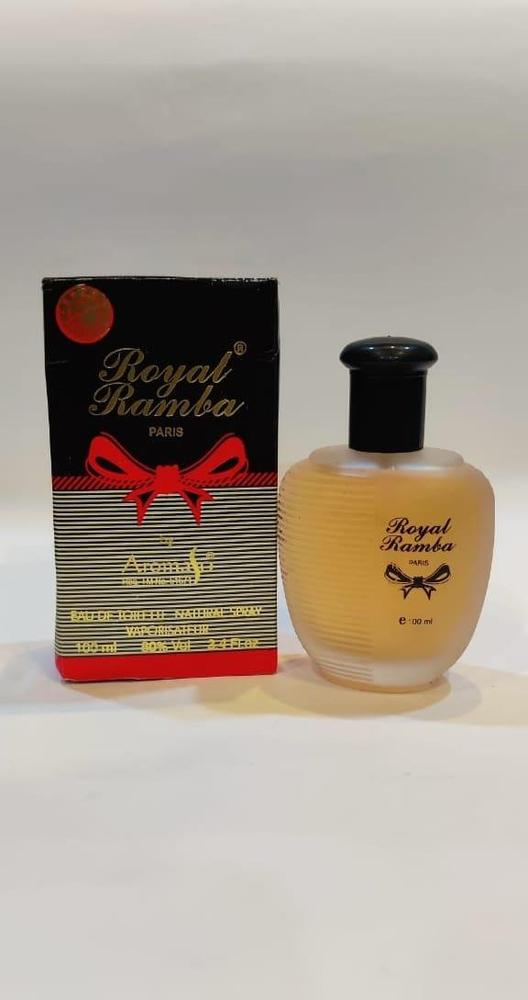 Royal®
Ramba
PARIS
by
Aroma
EAU DE TOILETTE NATURAL SPRAY
VAPORISATEUR
100 ml 80% Vol 3.4 Fl Oz
Royal
Ramba
PARIS
e 100 ml